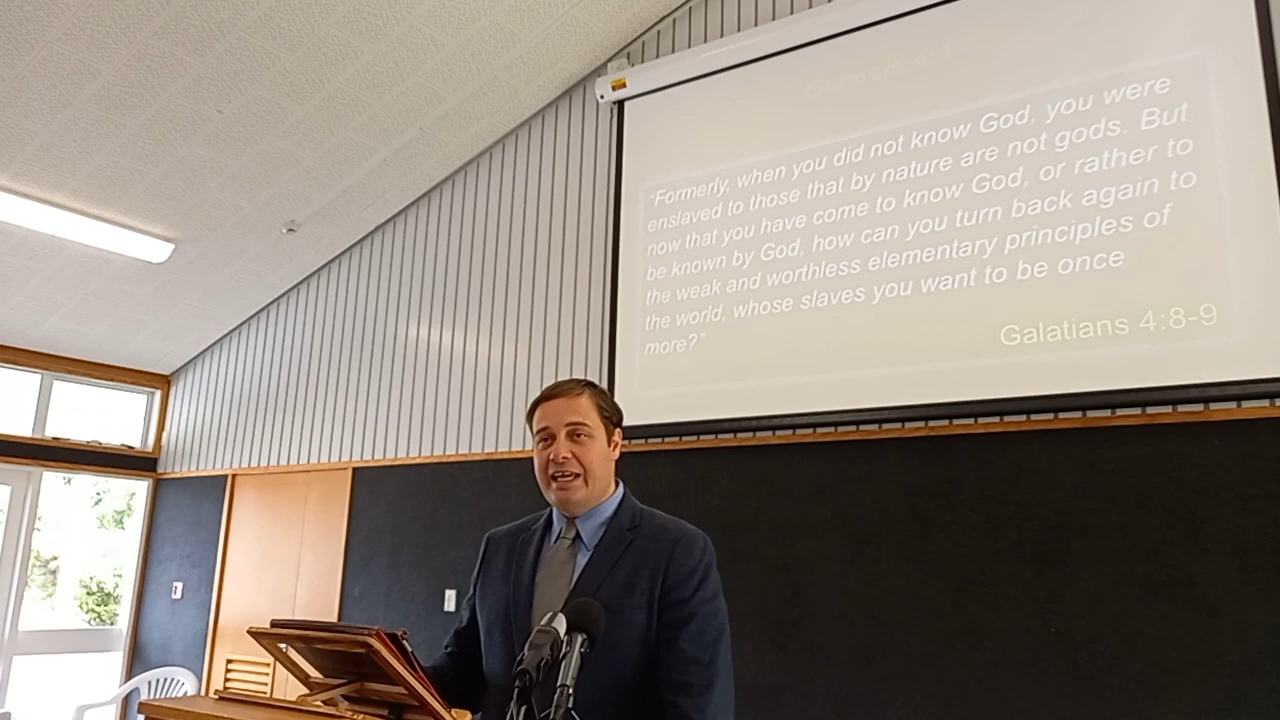 Genesis 4:1
"Formerly, when you did not know God, you were
enslaved to those that by nature are not gods. But
now that you have come to know God, or rather to
be known by God, how can you turn back again to
the weak and worthless elementary principles of
the world, whose slaves you want to be once
more?"
Galatians 4:8-9